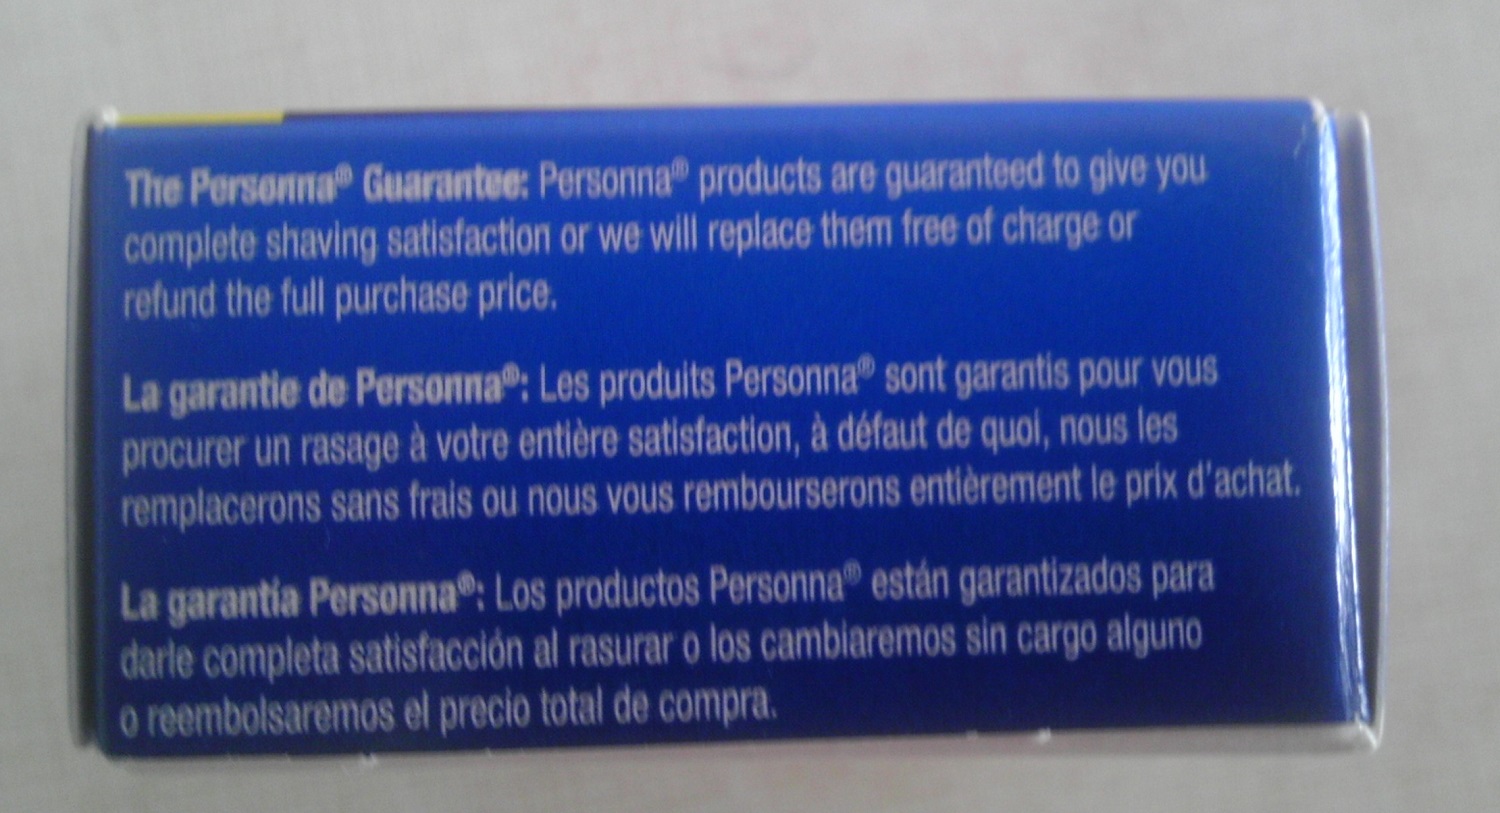 The Personna® Guarantee: Personna® products are guaranteed to give you
complete shaving satisfaction or we will replace them free of charge or
refund the full purchase price.
La garantie de Personna®: Les produits Personna® sont garantis pour vous
procurer un rasage à votre entière satisfaction, à défaut de quoi, nous les
remplacerons sans frais ou nous vous rembourserons entièrement le prix d'achat.
La garantía Personna®: Los productos Personna® están garantizados para
darle completa satisfacción al rasurar o los cambiaremos sin cargo alguno
o reembolsaremos el precio total de compra.